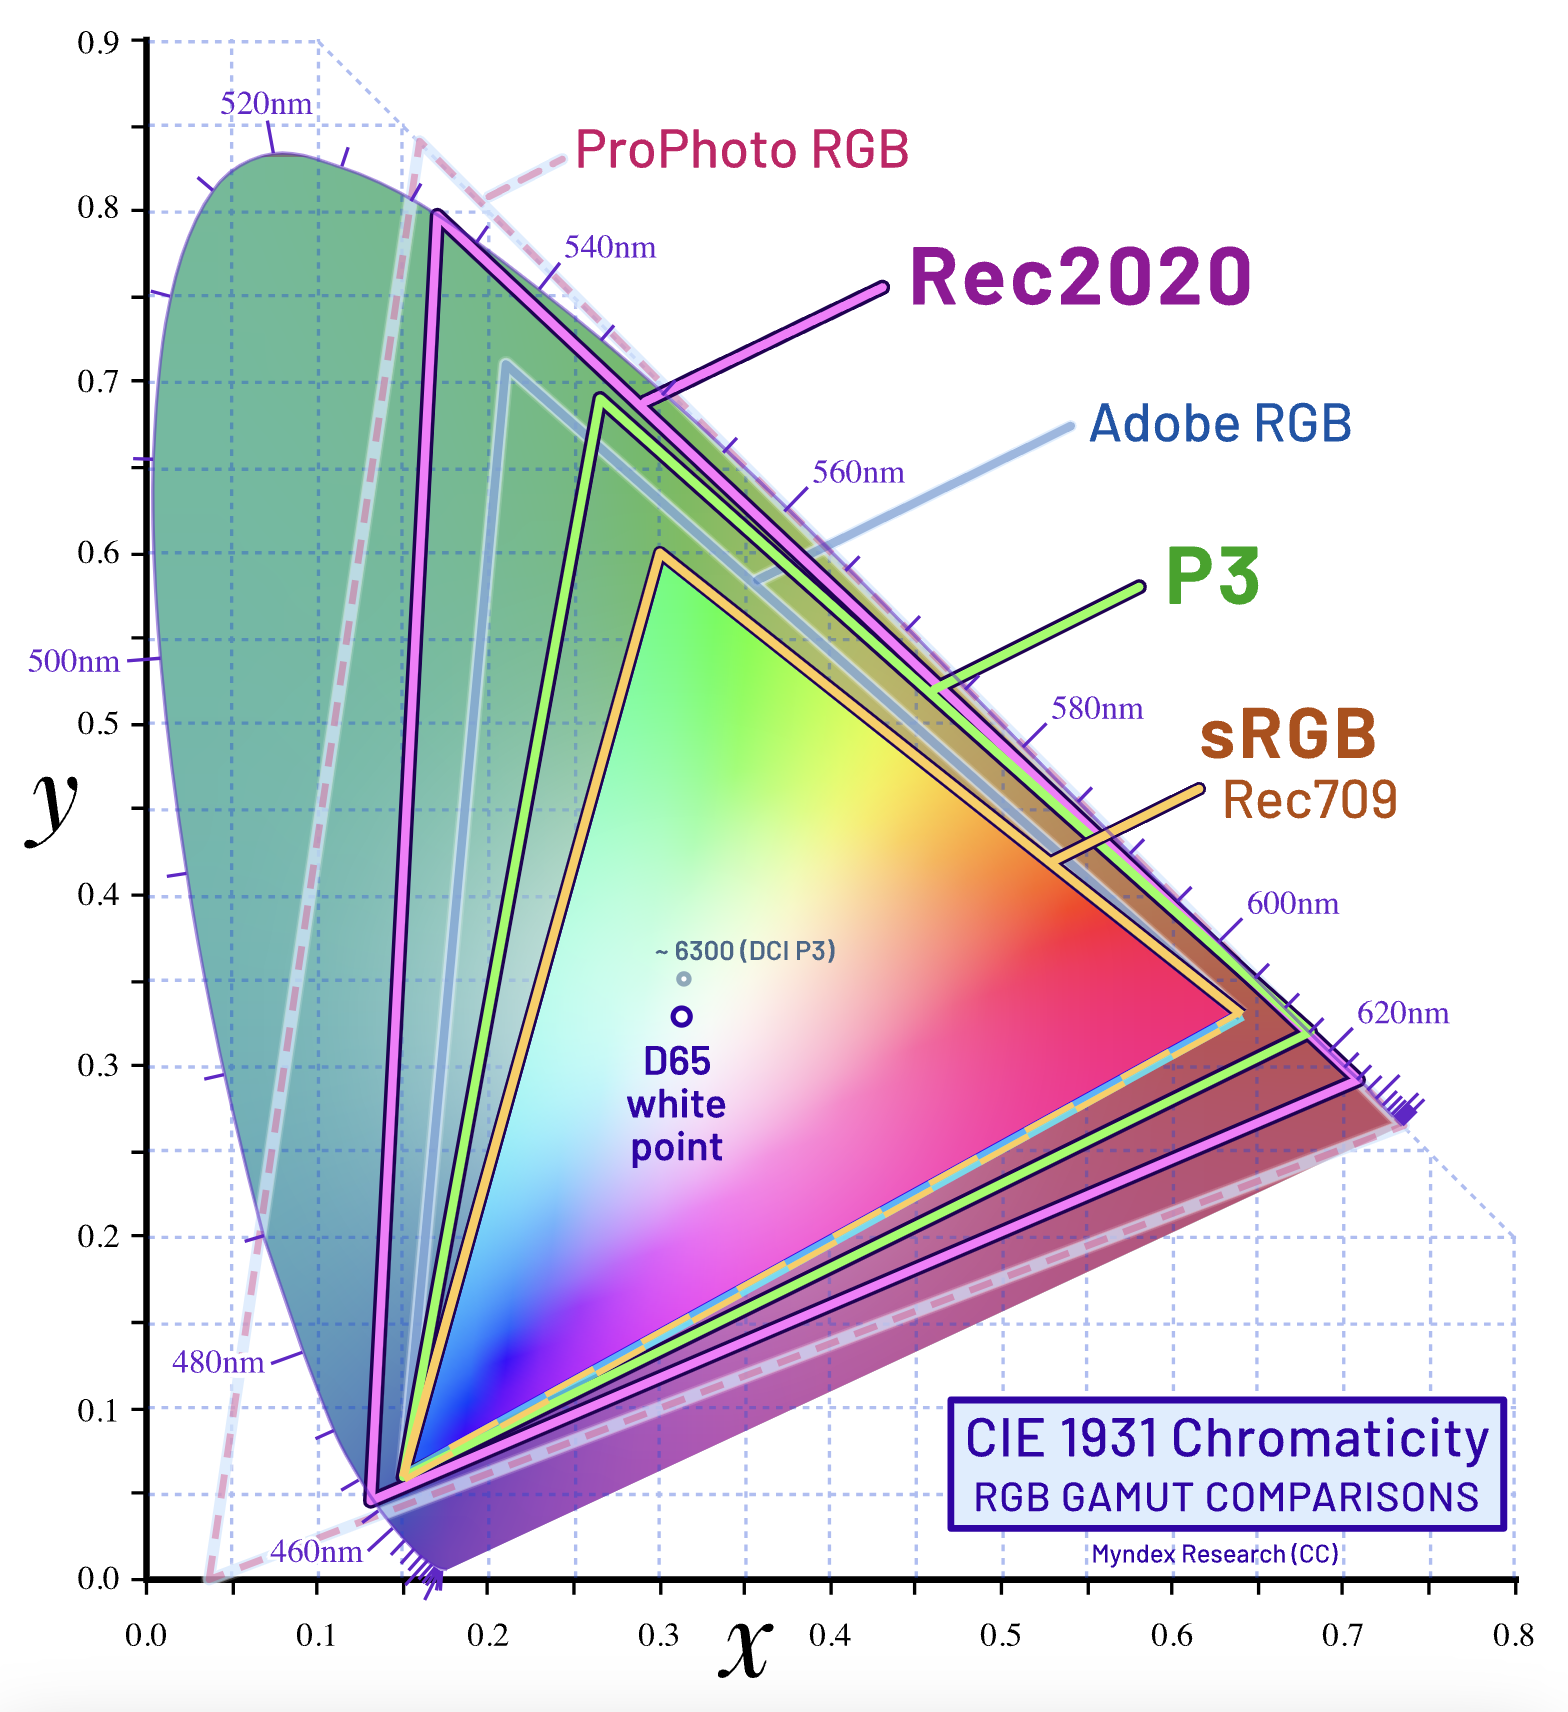 0.9
520nm
ProPhoto RGB
0.8
540nm
Rec2020
0.7
Adobe RGB
560nm
0.6
P3
500nm
580nm
0.5
sRGB
Rec709
y
0.4
600nm
~ 6300 (DCI P3)
620nm
D65
white
point
0.3
0.2
480nm
0.1
CIE 1931 Chromaticity
RGB GAMUT COMPARISONS
460nm
Myndex Research (CC)
0.0
0.0 0.1 0.2 0.3 0.4 0.5 0.6 0.7 0.8
x